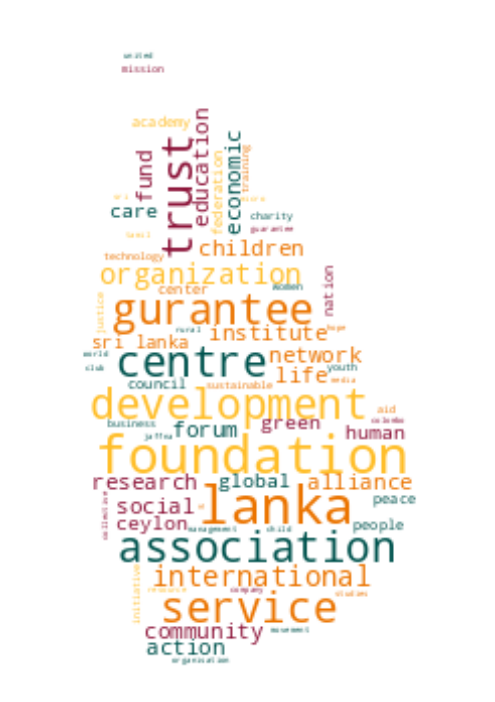 united
mission
academy
trust
education
fund
federation
economic
training
care
charity
guarantee
tamil
children
technology
organization
women
center
nation
justice
gurantee
rural
institute
hope
sri lanka
world
centre
network
club
life
youth
council
sustainable
media
development
aid
business
colombo
jaffna
forum
green
human
foundation
research
global
alliance
collective
social
lanka
peace
ceylon
management
child
people
association
international
initiative
resource
company
studies
service
community
movement
action
organisation